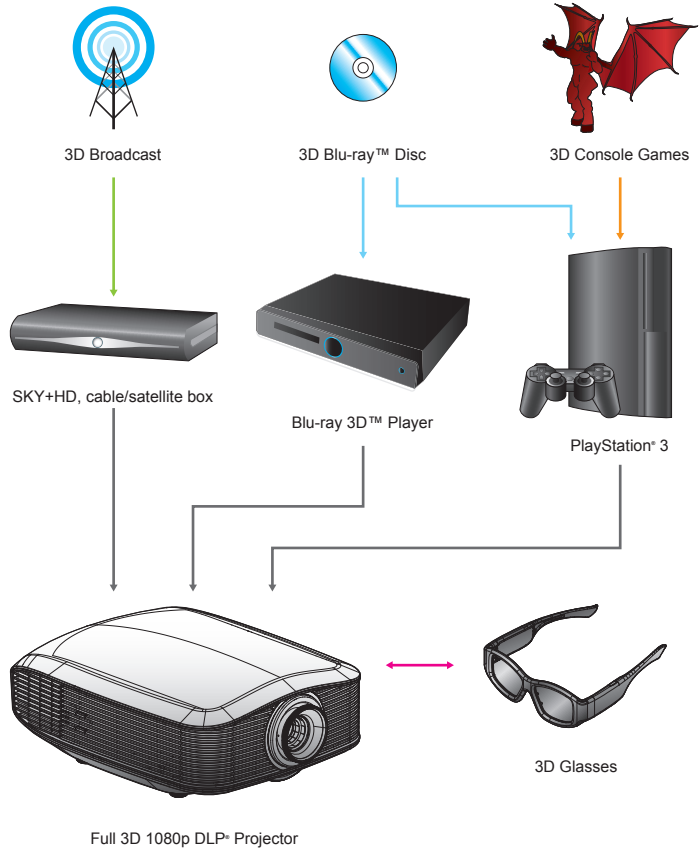 3D Broadcast
3D Blu-ray™ Disc
3D Console Games
SKY+HD, cable/satellite box
Blu-ray 3D™ Player
PlayStation® 3
3D Glasses
Full 3D 1080p DLP® Projector